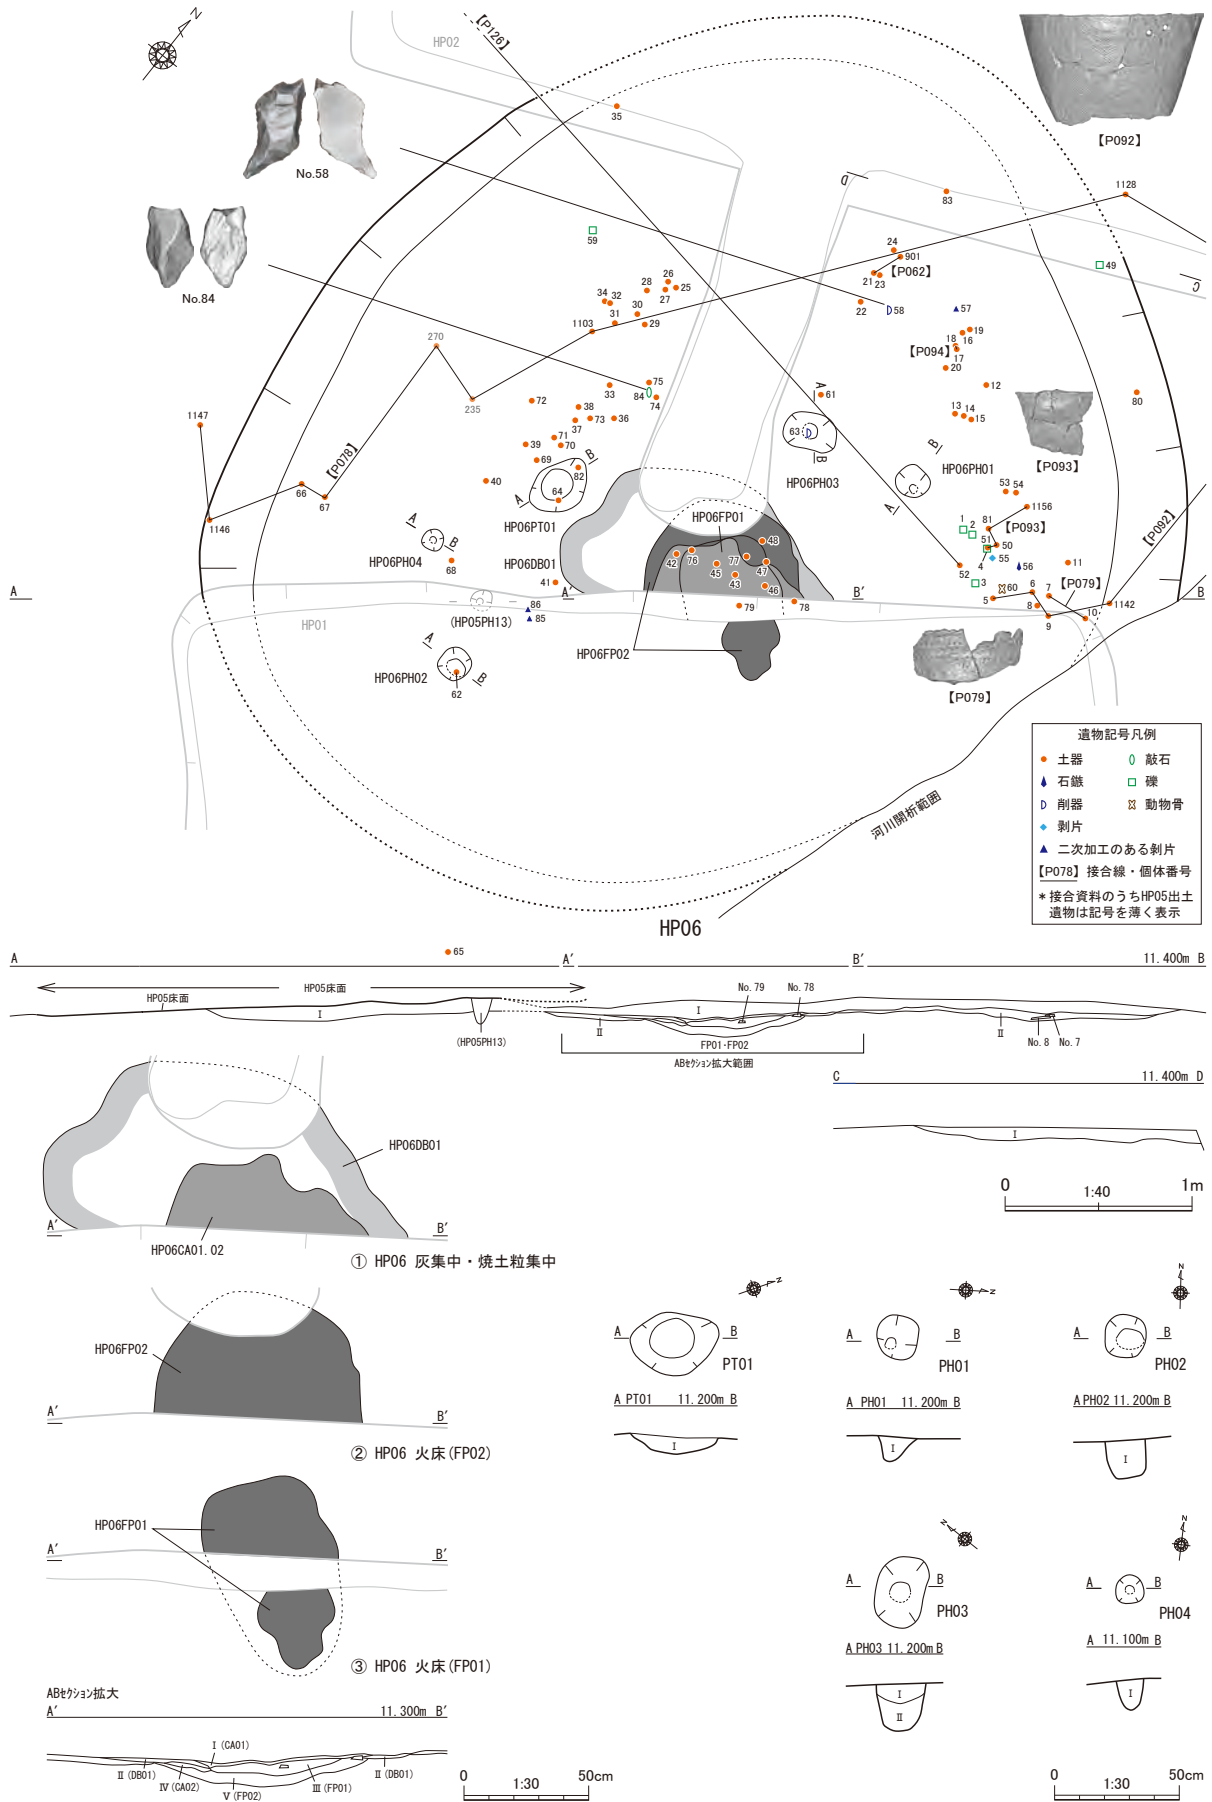 N
HP02
【P126】
35
【P092】
No.58
No.84
59
D
83
1128
24
901
21
23
【P062】
49
C
22
58
57
26
28
27
25
34
32
30
31
29
1103
270
235
19
18
16
【P094】
17
20
12
13
14
15
80
75
33
84
74
72
38
73
36
37
71
70
39
69
40
82
64
A
B
HP06PT01
A
61
63
B
HP06PH03
B
A
HP06PH01
【P093】
1147
【P078】
66
67
1146
A
B
HP06PH04
68
HP06DB01
41
HP06FP01
48
42
76
77
47
45
43
46
79
78
53
54
1156
81
【P093】
1
2
51
50
4
55
56
52
3
60
5
6
7
8
9
10
11
【P079】
1142
【P092】
A
A′
B′
B
HP01
(HP05PH13)
86
85
HP06FP02
A
B
HP06PH02
62
【P079】
河川開析範囲
遺物記号凡例
土器
敲石
石鏃
礫
削器
動物骨
剥片
二次加工のある剥片
【P078】 接合線・個体番号
＊接合資料のうちHP05出土
遺物は記号を薄く表示
HP06
65
A
A′
B′
11.400m B
HP05床面
HP05床面
No.79
No.78
Ⅰ
Ⅰ
Ⅱ
Ⅱ
(HP05PH13)
FP01・FP02
No.8
No.7
ABセクション拡大範囲
C
11.400m D
Ⅰ
0
1:40
1m
HP06DB01
A′
B′
HP06CA01.02
① HP06 灰集中・焼土粒集中
HP06FP02
A′
B′
② HP06 火床(FP02)
HP06FP01
A′
B′
③ HP06 火床(FP01)
ABセクション拡大
A′
11.300m B′
Ⅰ(CA01)
Ⅱ(DB01)
Ⅳ(CA02)
Ⅴ(FP02)
Ⅲ(FP01)
Ⅱ(DB01)
0
1:30
50cm
N
A
B
PT01
A PT01 11.200m B
Ⅰ
N
A
B
PH01
A PH01 11.200m B
Ⅰ
N
A
B
PH02
A PH02 11.200m B
Ⅰ
N
A
B
PH03
A PH03 11.200m B
Ⅰ
Ⅱ
N
A
B
PH04
A 11.100m B
Ⅰ
0
1:30
50cm